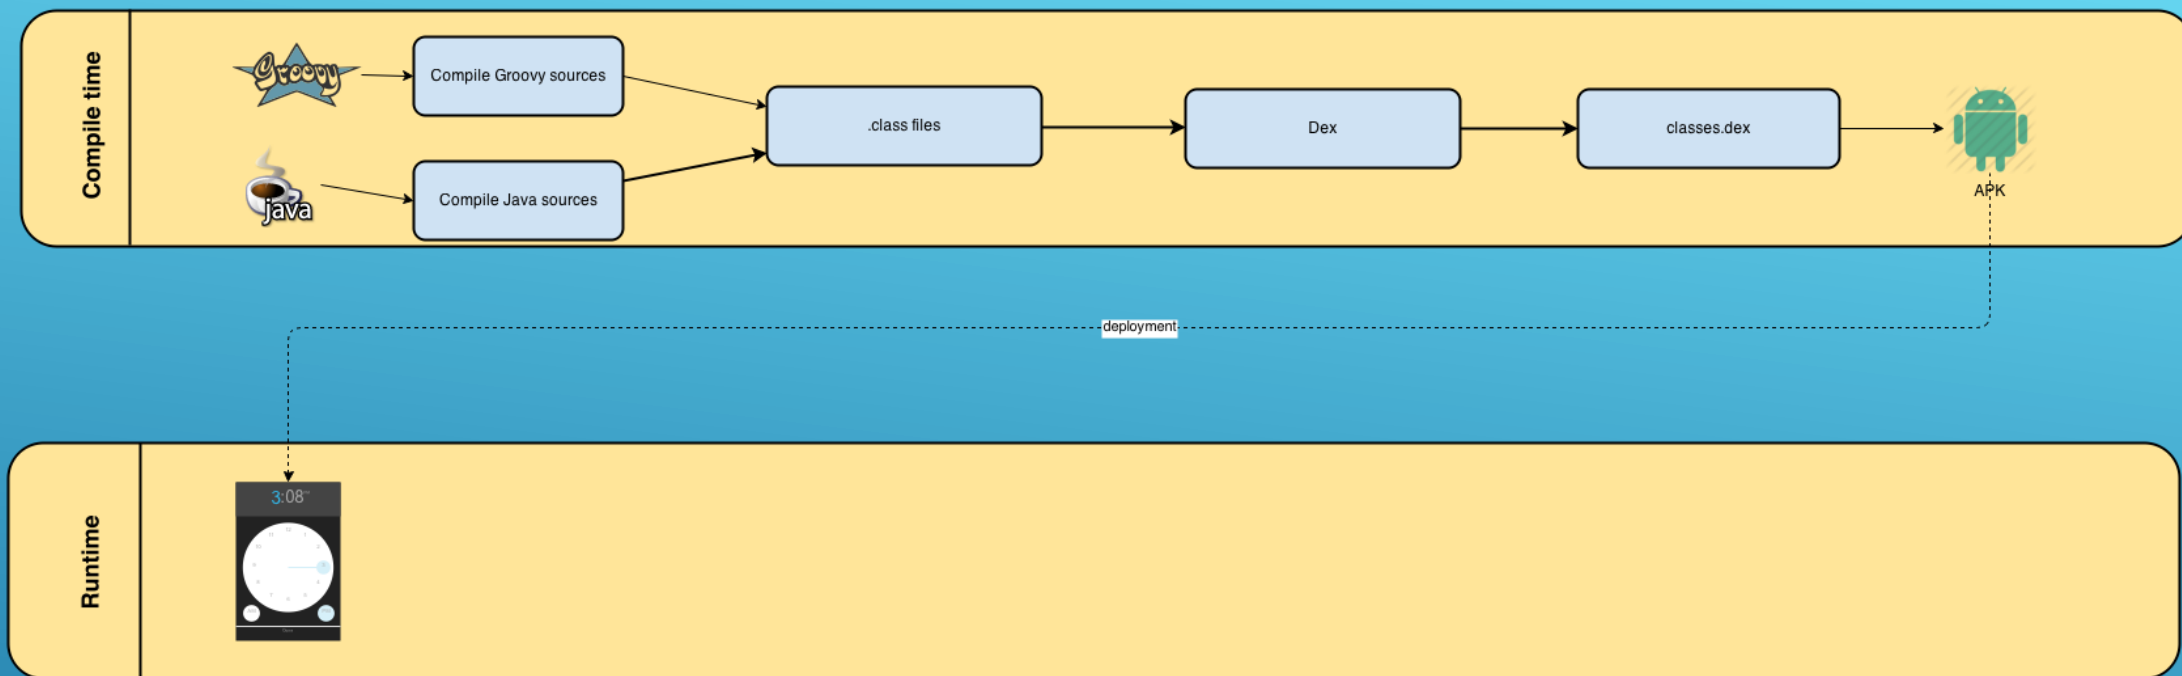 Compile time
Groovy
Compile Groovy sources
java
Compile Java sources
.class files
Dex
classes.dex
APK
deployment
Runtime
3:08